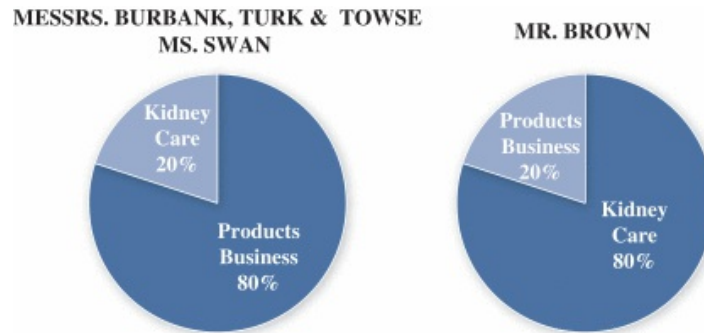 MESSRS. BURBANK, TURK & TOWSE
MS. SWAN
Kidney
Care
20%
Products
Business
80%
MR. BROWN
Products
Business
20%
Kidney
Care
80%